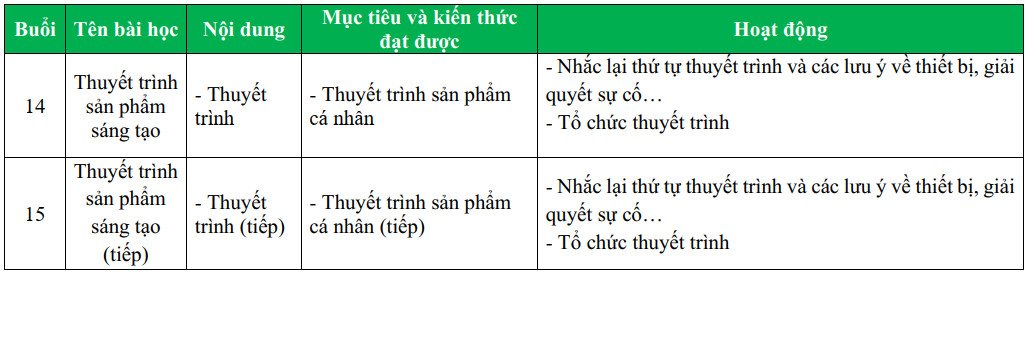 Buổi
Tên bài học
Nội dung
Mục tiêu và kiến thức
đạt được
Hoạt động
14
Thuyết trình
sản phẩm
sáng tạo
- Thuyết
trình
- Thuyết trình sản phẩm
cá nhân
- Nhắc lại thứ tự thuyết trình và các lưu ý về thiết bị, giải
quyết sự cố…
- Tổ chức thuyết trình
15
Thuyết trình
sản phẩm
sáng tạo
(tiếp)
- Thuyết
trình (tiếp)
- Thuyết trình sản phẩm
cá nhân (tiếp)
- Nhắc lại thứ tự thuyết trình và các lưu ý về thiết bị, giải
quyết sự cố…
- Tổ chức thuyết trình